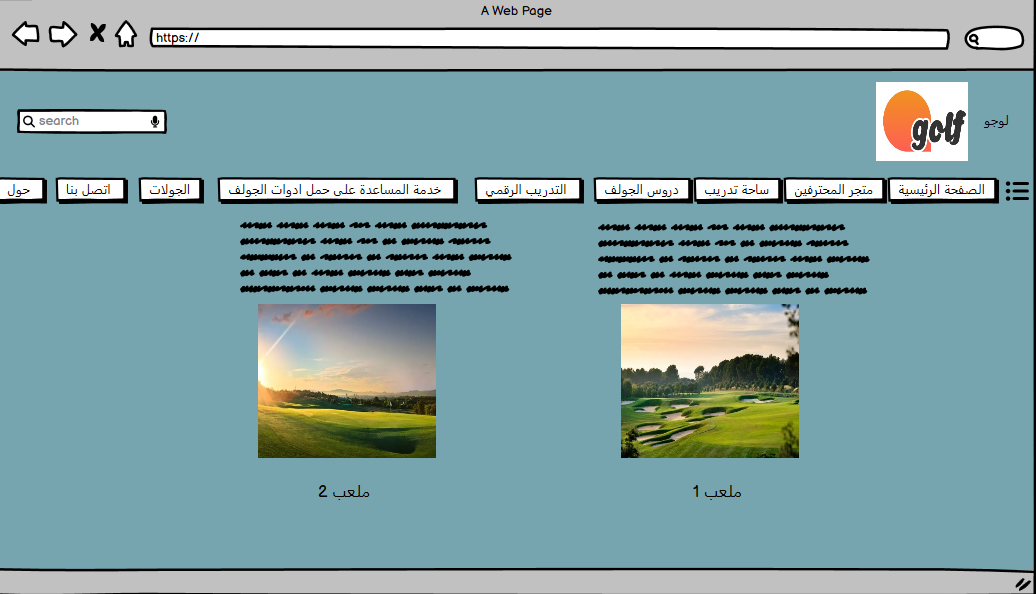 A Web Page
https://
search
golf
لوجو
الصفحة الرئيسية
متجر المحترفين
ساحة تدريب
دروس الجولف
التدريب الرقمي
خدمة المساعدة على حمل ادوات الجولف
الجولات
اتصل بنا
حول
ملعب 1
ملعب 2